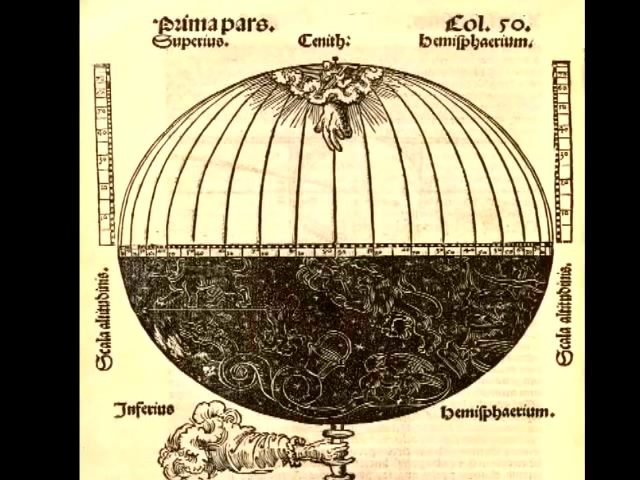 Prima pars. Col. 50.
Superius. Cenith: Hemisphaerium.
Scala altitudinis.
Scala altitudinis.
Inferius Hemisphaerium.